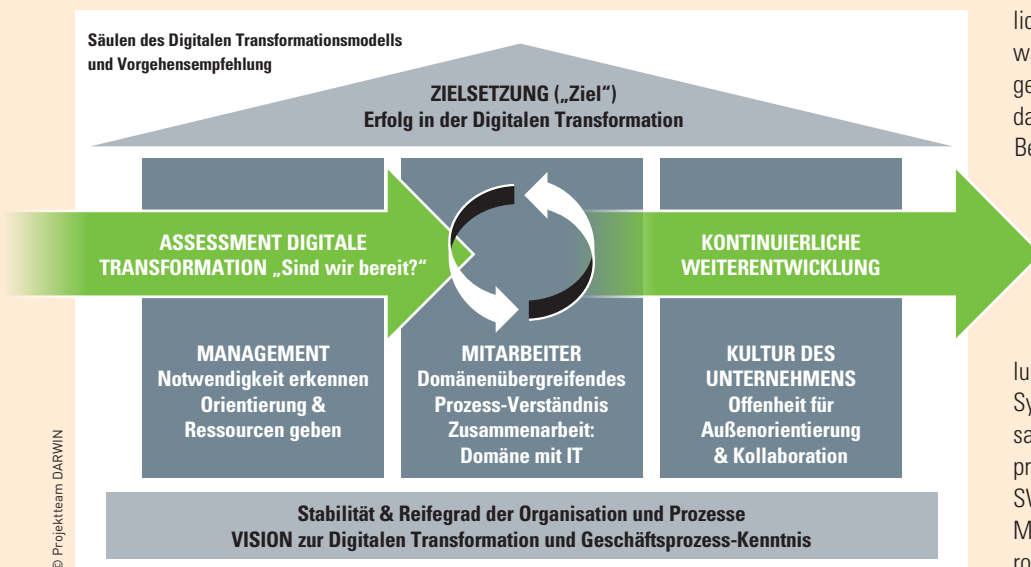 Säulen des Digitalen Transformationsmodells
und Vorgehensempfehlung
ZIELSETZUNG („Ziel“)
Erfolg in der Digitalen Transformation
ASSESSMENT DIGITALE
TRANSFORMATION „Sind wir bereit?“
KONTINUIERLICHE
WEITERENTWICKLUNG
MANAGEMENT
Notwendigkeit erkennen
Orientierung &
Ressourcen geben
MITARBEITER
Domänenübergreifendes
Prozess-Verständnis
Zusammenarbeit:
Domäne mit IT
KULTUR DES
UNTERNEHMENS
Offenheit für
Außenorientierung
& Kollaboration
Stabilität & Reifegrad der Organisation und Prozesse
VISION zur Digitalen Transformation und Geschäftsprozess-Kenntnis
© Projektteam DARWIN